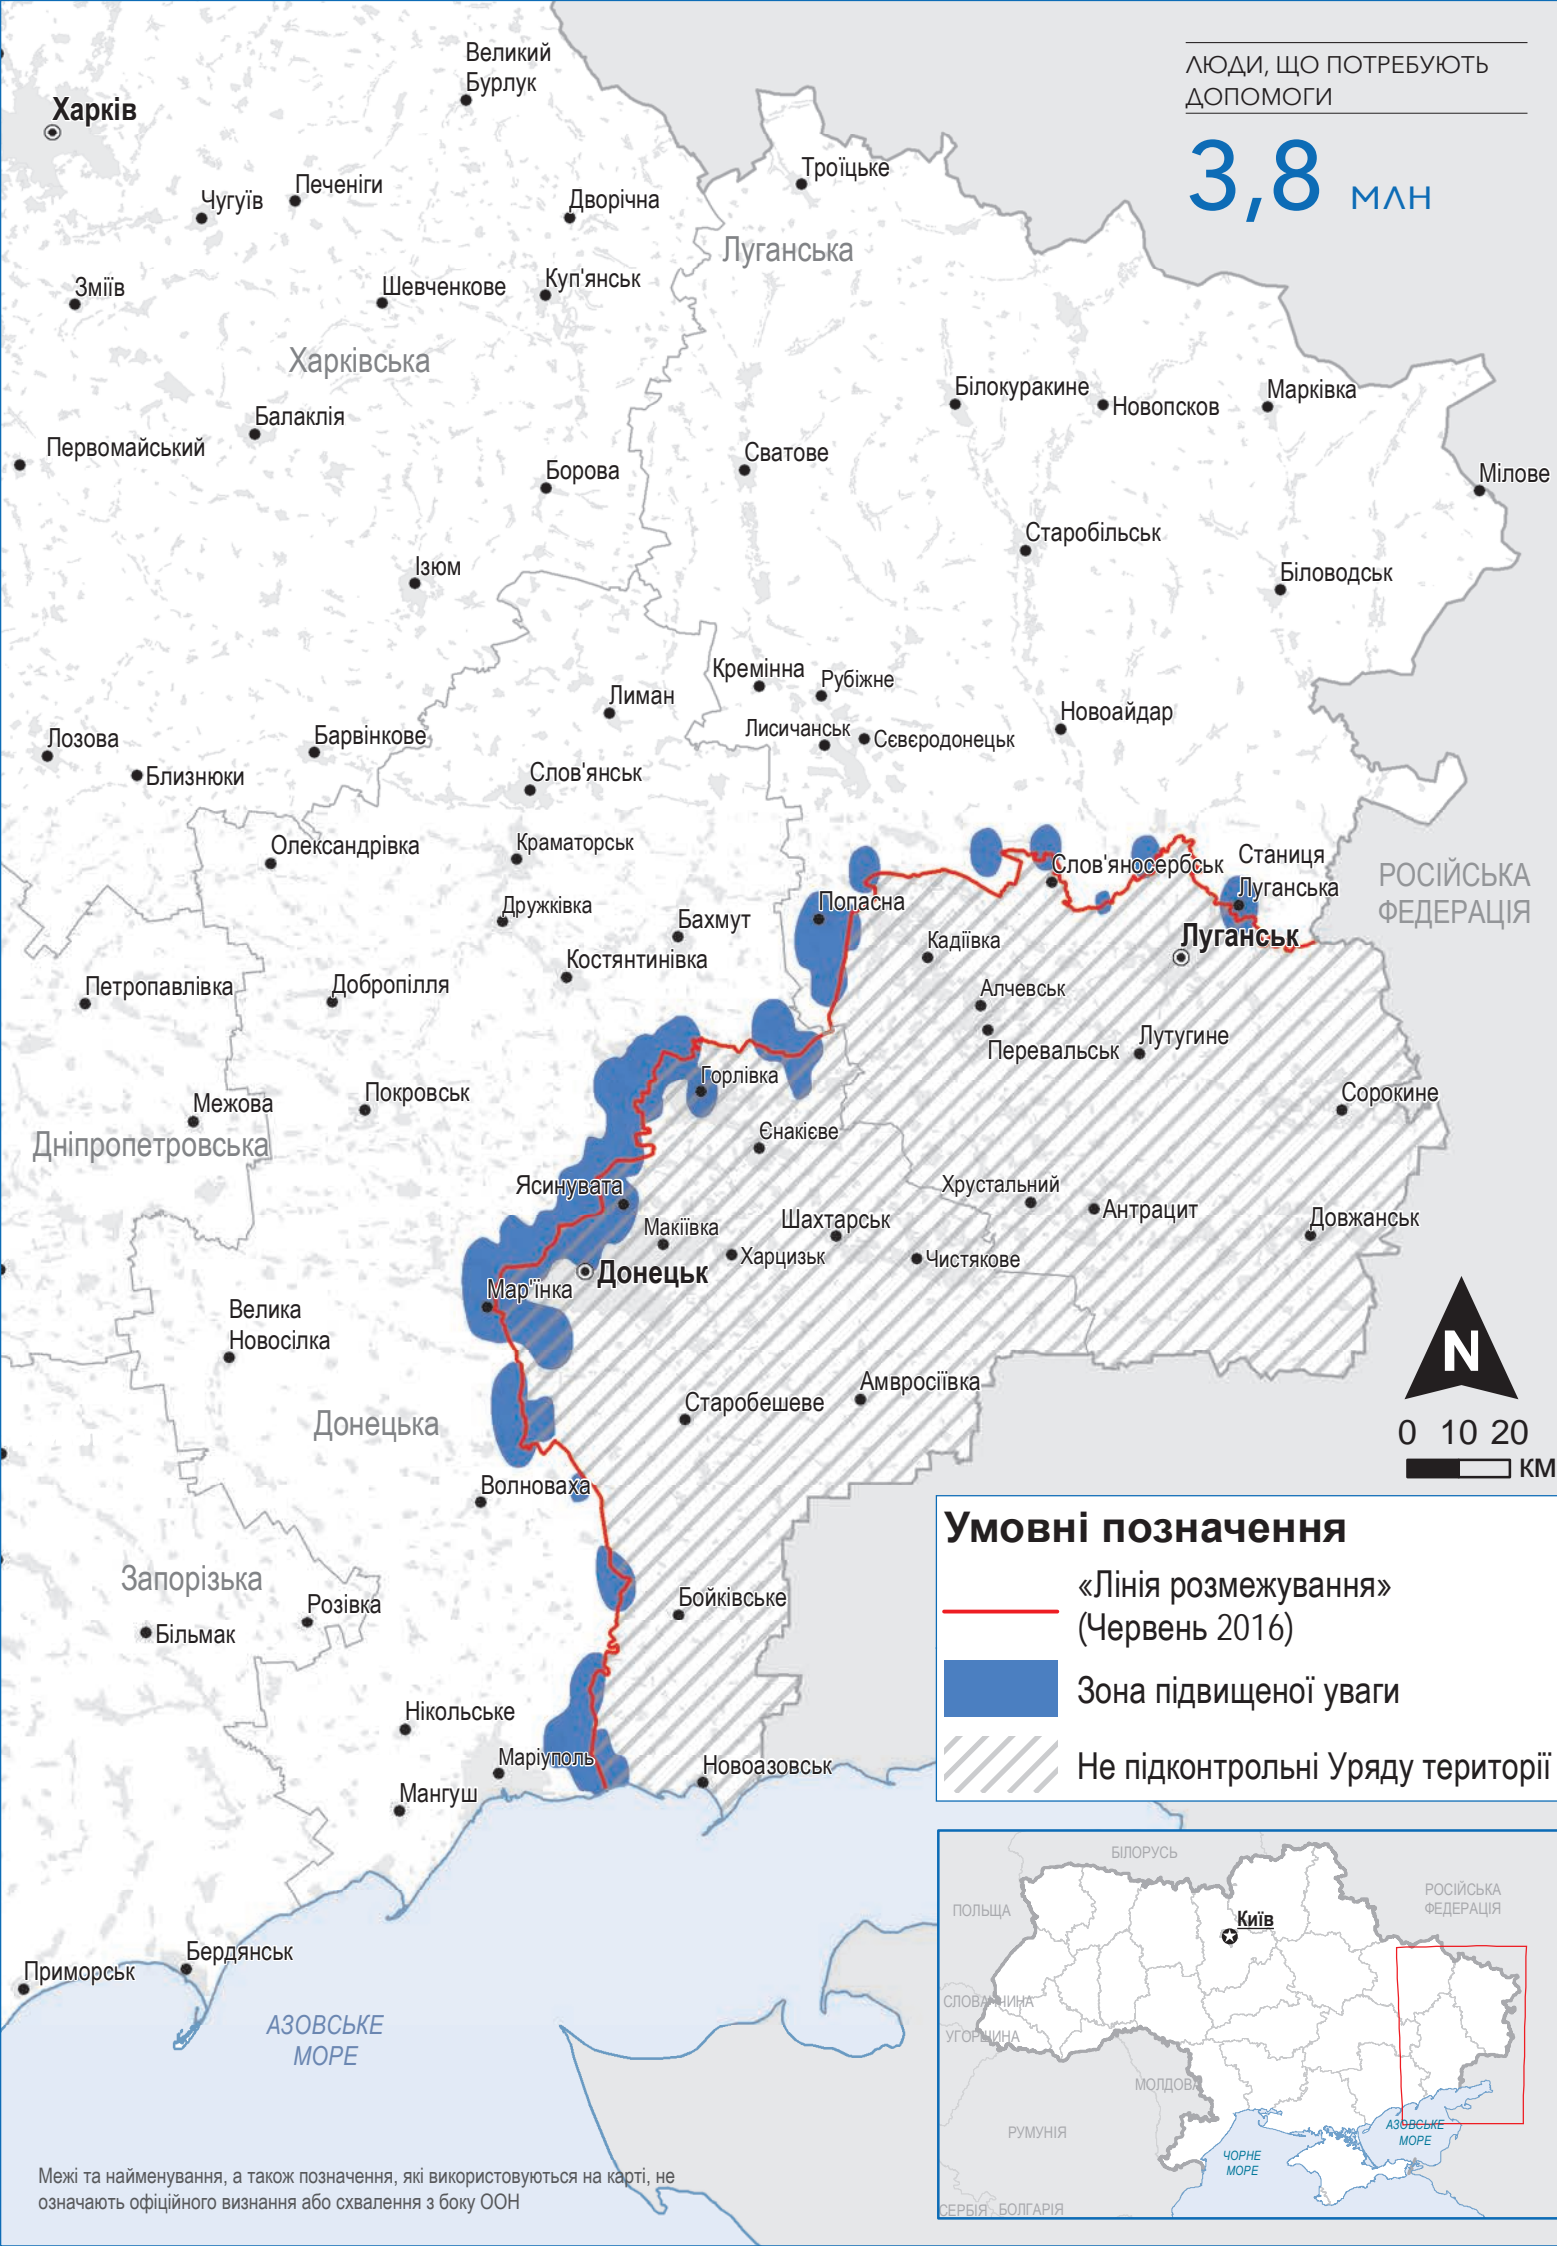 ЛЮДИ, ЩО ПОТРЕБУЮТЬ
ДОПОМОГИ
3,8 МЛН
Великий
Бурлук
Харків
Троїцьке
Печеніги
Чугуїв
Дворічна
Луганська
Зміїв
Шевченкове
Куп'янськ
Харківська
Білокуракине
Новопсков
Марківка
Балаклія
Первомайський
Сватове
Борова
Мілове
Старобільськ
Ізюм
Біловодськ
Кремінна
Рубіжне
Лиман
Новоайдар
Лисичанськ
Сєвєродонецьк
Лозова
Барвінкове
Близнюки
Слов'янськ
Олександрівка
Краматорськ
Слов'яносербськ
Станиця
Луганська
РОСІЙСЬКА
ФЕДЕРАЦІЯ
Дружківка
Попасна
Бахмут
Луганськ
Кадіївка
Костянтинівка
Петропавлівка
Добропілля
Алчевськ
Перевальськ
Лутугине
Горлівка
Покровськ
Межова
Сорокине
Дніпропетровська
Єнакієве
Ясинувата
Хрустальний
Антрацит
Довжанськ
Макіївка
Шахтарськ
Харцизьк
Чистякове
Донецьк
Мар'їнка
Велика
Новосілка
N
Амвросіївка
Старобешеве
Донецька
0 10 20
КМ
Волноваха
Умовні позначення
«Лінія розмежування»
(Червень 2016)
Зона підвищеної уваги
Не підконтрольні Уряду території
Запорізька
Розівка
Більмак
Бойківське
Нікольське
Маріуполь
Новоазовськ
Мангуш
Бердянськ
Приморськ
АЗОВСЬКЕ
МОРЕ
БІЛОРУСЬ
ПОЛЬЩА
РОСІЙСЬКА
ФЕДЕРАЦІЯ
Київ
СЛОВАЧЧИНА
УГОРЩИНА
МОЛДОВА
РУМУНІЯ
АЗОВСЬКЕ
МОРЕ
ЧОРНЕ
МОРЕ
СЕРБІЯ БОЛГАРІЯ
Межі та найменування, а також позначення, які використовуються на карті, не
означають офіційного визнання або схвалення з боку ООН